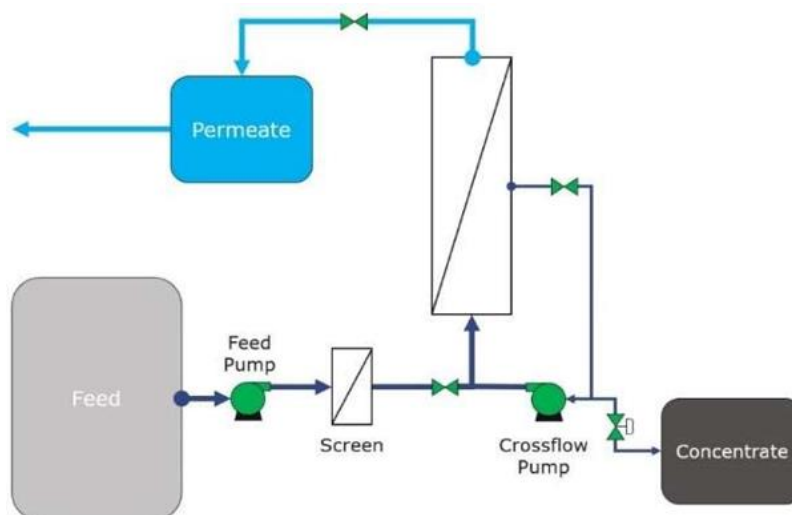 Permeate
Feed
Pump
Feed
Screen
Crossflow
Pump
Concentrate